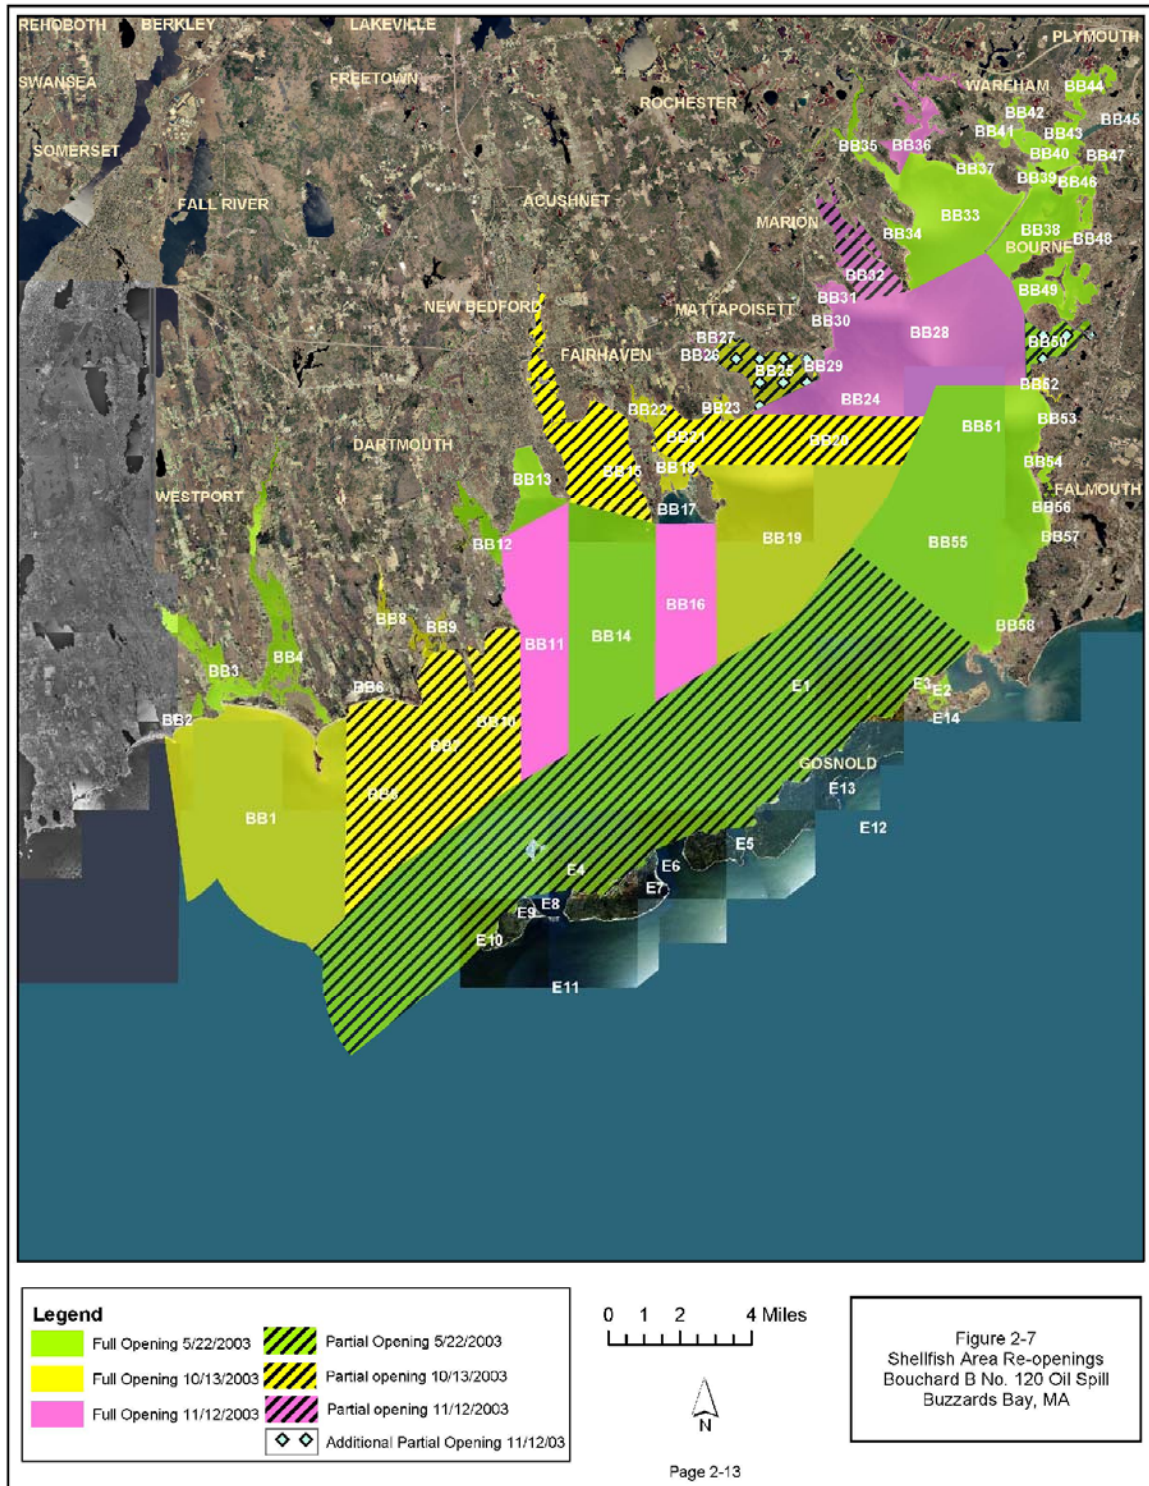 REHOBOTH
BERKLEY
LAKEVILLE
PLYMOUTH
SWANSEA
FREETOWN
WAREHAM
BB44
ROCHESTER
BB42
BB45
BB41
BB43
SOMERSET
BB35
BB36
BB40
BB47
BB37
BB39
BB46
FALL RIVER
ACUSHNET
MARION
BB33
BB34
BB38
BB48
BOURNE
BB32
BB49
NEW BEDFORD
MATTAPOISETT
BB31
BB30
BB28
BB27
BB26
FAIRHAVEN
BB25
BB29
BB50
BB52
BB22
BB23
BB24
BB51
BB53
DARTMOUTH
BB21
BB20
BB15
BB18
BB54
WESTPORT
BB13
FALMOUTH
BB17
BB56
BB12
BB19
BB55
BB57
BB8
BB9
BB16
BB58
BB11
BB14
BB3
BB4
BB6
E1
E3
E2
BB2
BB10
E14
BB7
GOSNOLD
BB5
E13
BB1
E12
E5
E4
E6
E7
E8
E9
E10
E11
Legend
Full Opening 5/22/2003
Partial Opening 5/22/2003
Full Opening 10/13/2003
Partial opening 10/13/2003
Full Opening 11/12/2003
Partial opening 11/12/2003
Additional Partial Opening 11/12/03
0 1 2 4 Miles
N
Figure 2-7
Shellfish Area Re-openings
Bouchard B No. 120 Oil Spill
Buzzards Bay, MA
Page 2-13